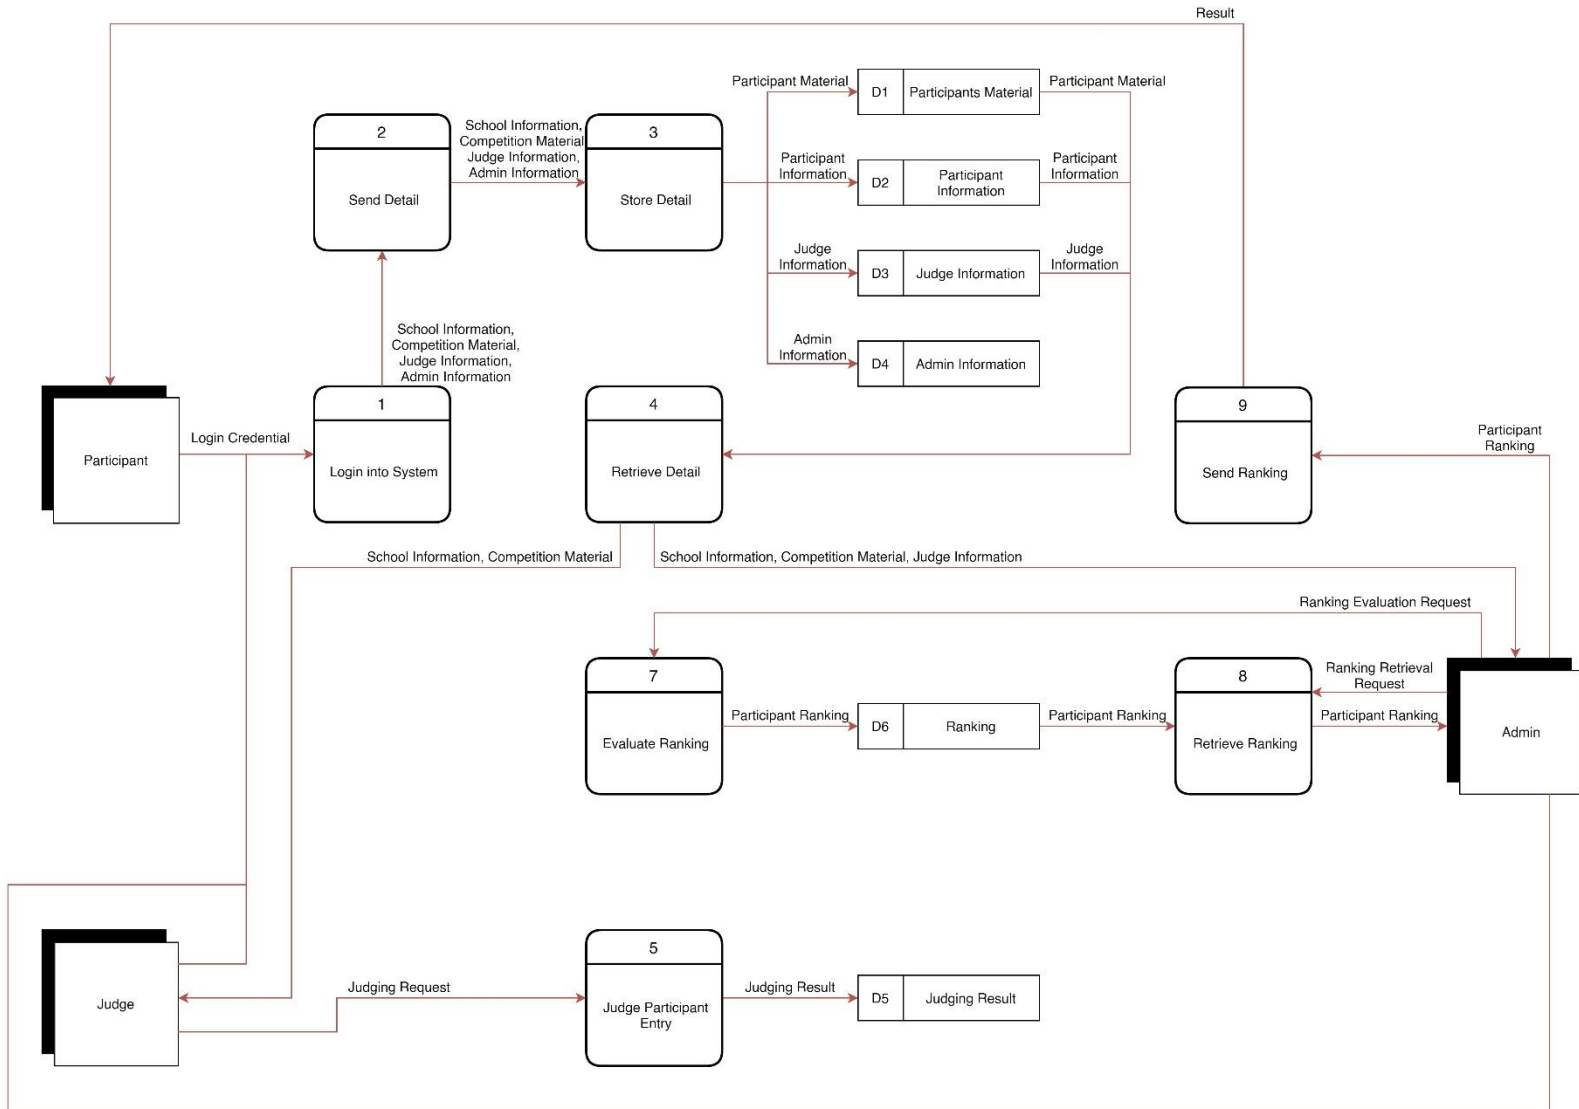 Result
Participant Material
D1
Participants Material
Participant Material
2
Send Detail
School Information,
Competition Material
Judge Information,
Admin Information
3
Store Detail
Participant
Information
D2
Participant
Information
Participant
Information
Judge
Information
D3
Judge Information
Judge
Information
Admin
Information
D4
Admin Information
School Information,
Competition Material,
Judge Information,
Admin Information
Participant
Login Credential
1
Login into System
4
Retrieve Detail
9
Send Ranking
Participant
Ranking
School Information, Competition Material
School Information, Competition Material, Judge Information
Ranking Evaluation Request
7
Evaluate Ranking
Participant Ranking
D6
Ranking
Participant Ranking
8
Retrieve Ranking
Ranking Retrieval
Request
Participant Ranking
Admin
Judge
Judging Request
5
Judge Participant
Entry
Judging Result
D5
Judging Result